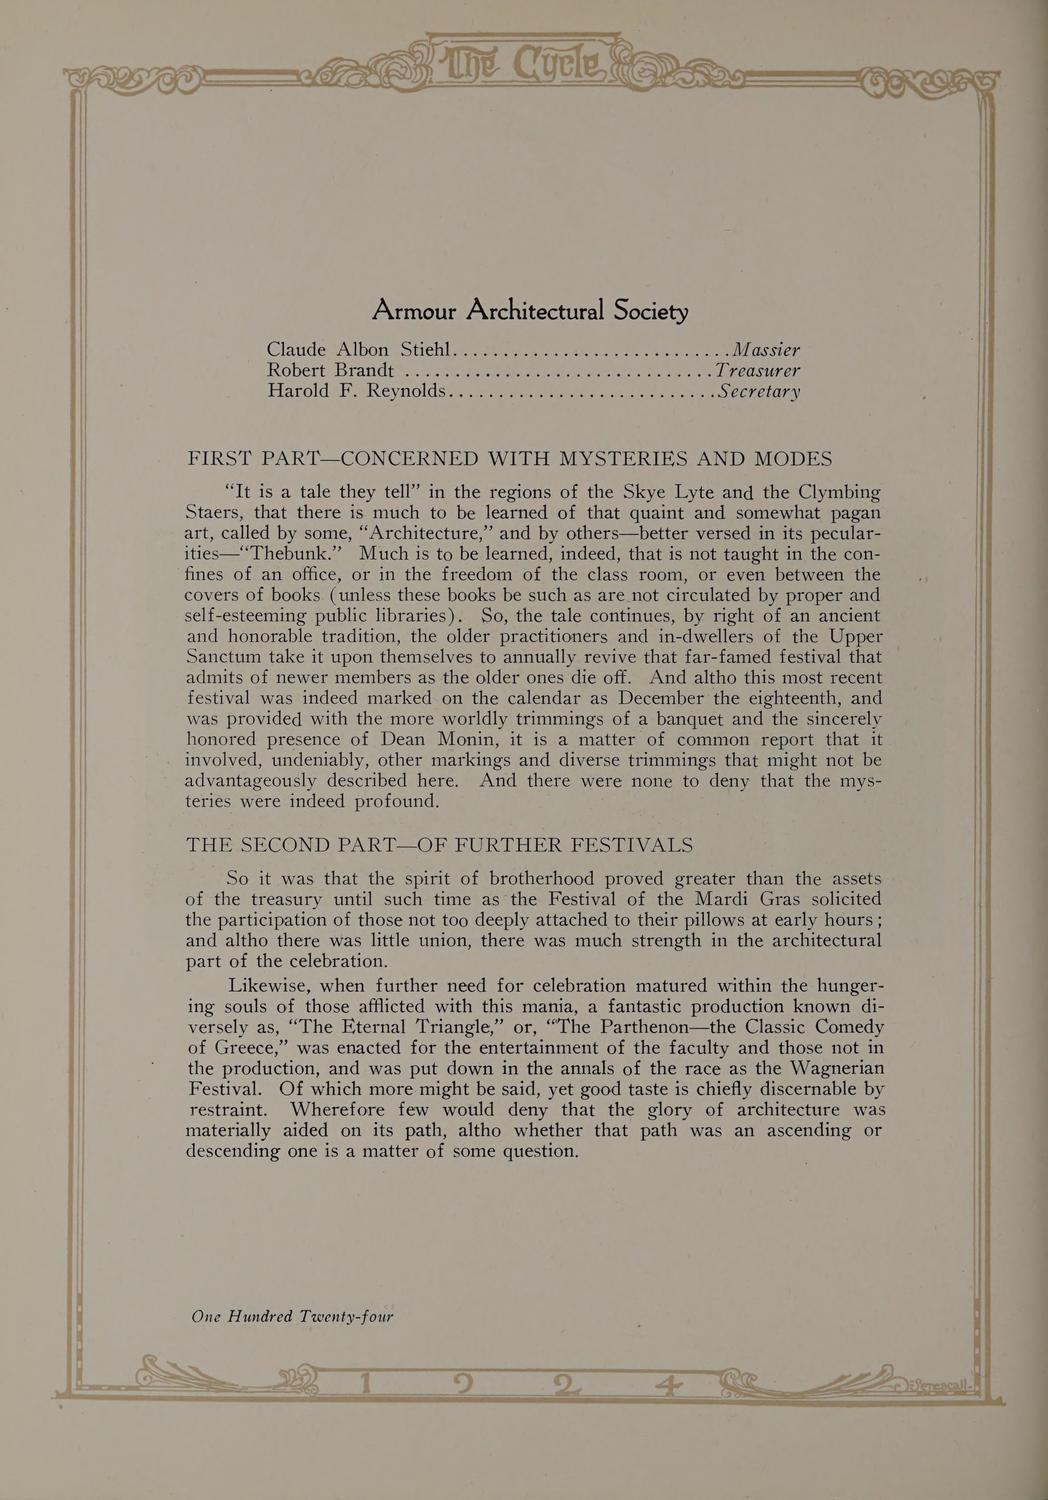 The Cycle
Armour Architectural Society
Claude Albon Stiehl............................Massier
Robert Brandt ...............................Treasurer
Harold F. Reynolds...........................Secretary
FIRST PART—CONCERNED WITH MYSTERIES AND MODES
“It is a tale they tell” in the regions of the Skye Lyte and the Clymbing
Staers, that there is much to be learned of that quaint and somewhat pagan
art, called by some, “Architecture,” and by others—better versed in its pecular-
ities—“Thebunk.” Much is to be learned, indeed, that is not taught in the con-
fines of an office, or in the freedom of the class room, or even between the
covers of books (unless these books be such as are not circulated by proper and
self-esteeming public libraries). So, the tale continues, by right of an ancient
and honorable tradition, the older practitioners and in-dwellers of the Upper
Sanctum take it upon themselves to annually revive that far-famed festival that
admits of newer members as the older ones die off. And altho this most recent
festival was indeed marked on the calendar as December the eighteenth, and
was provided with the more worldly trimmings of a banquet and the sincerely
honored presence of Dean Monin, it is a matter of common report that it
involved, undeniably, other markings and diverse trimmings that might not be
advantageously described here. And there were none to deny that the mys-
teries were indeed profound.
THE SECOND PART—OF FURTHER FESTIVALS
So it was that the spirit of brotherhood proved greater than the assets
of the treasury until such time as the Festival of the Mardi Gras solicited
the participation of those not too deeply attached to their pillows at early hours;
and altho there was little union, there was much strength in the architectural
part of the celebration.
Likewise, when further need for celebration matured within the hunger-
ing souls of those afflicted with this mania, a fantastic production known di-
versely as, “The Eternal Triangle,” or, “The Parthenon—the Classic Comedy
of Greece,” was enacted for the entertainment of the faculty and those not in
the production, and was put down in the annals of the race as the Wagnerian
Festival. Of which more might be said, yet good taste is chiefly discernable by
restraint. Wherefore few would deny that the glory of architecture was
materially aided on its path, altho whether that path was an ascending or
descending one is a matter of some question.
One Hundred Twenty-four
1 9 2 4